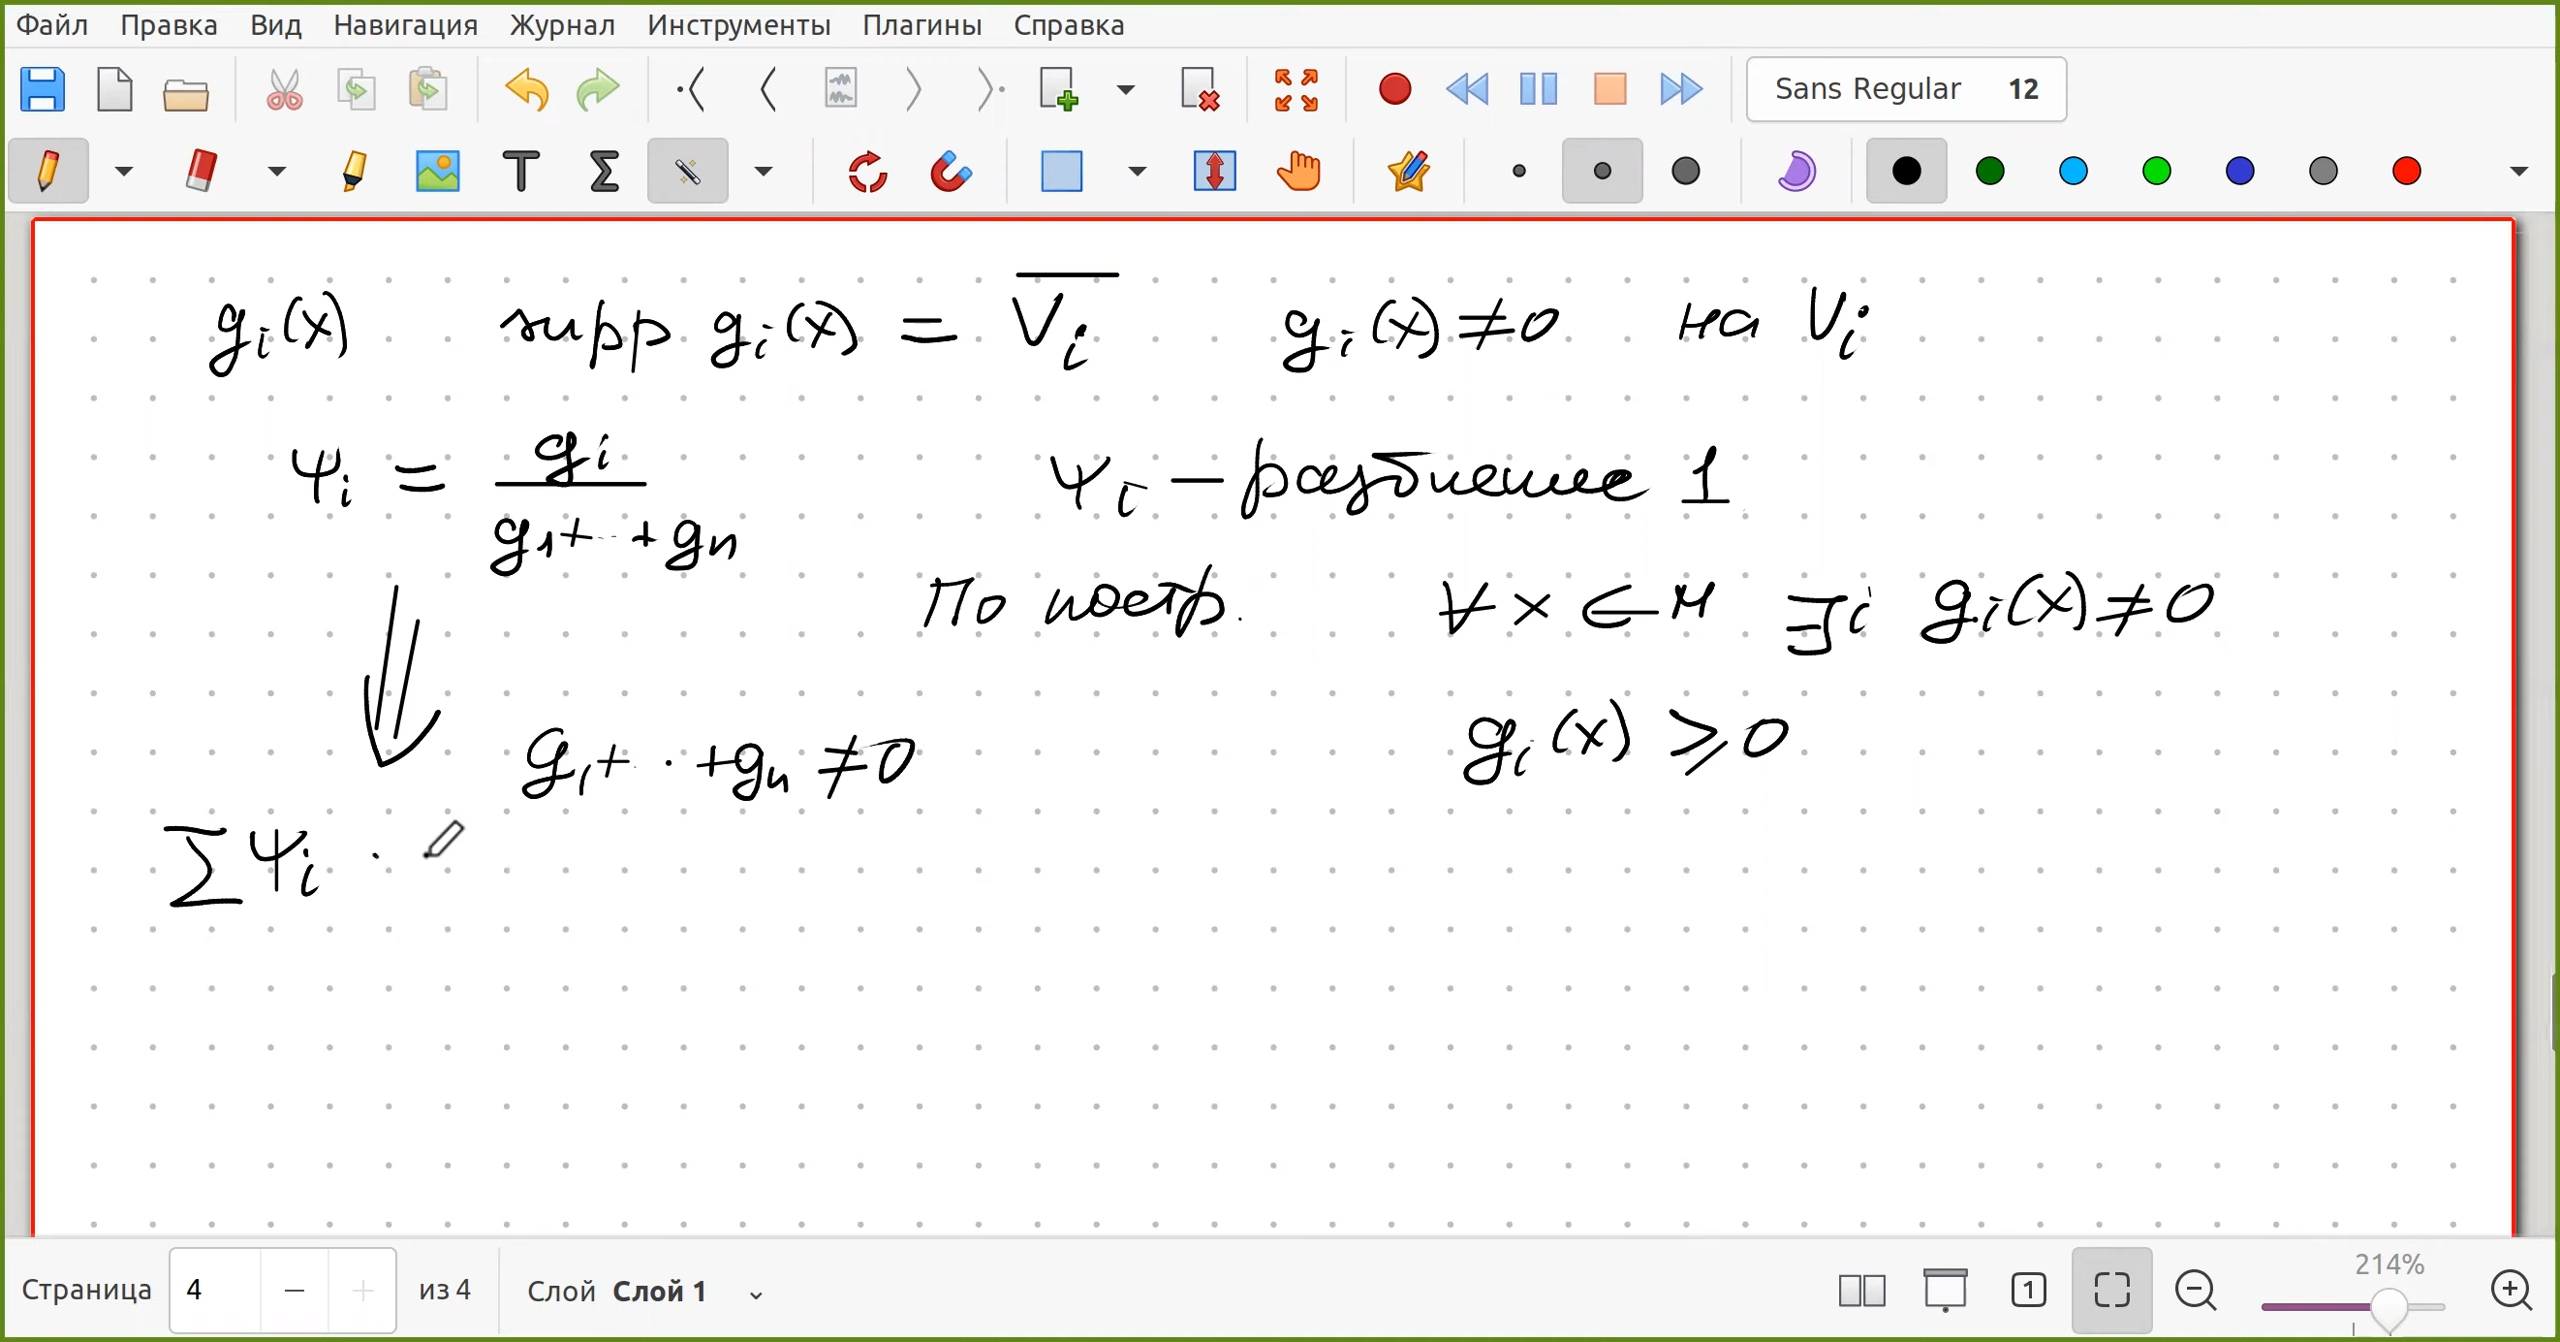 Файл Правка Вид Навигация Журнал Инструменты Плагины Справка
Sans Regular 12
T Σ
gᵢ(x) supp gᵢ(x) = V̅ᵢ gᵢ(x) ≠ 0 на Vᵢ
ψᵢ = gᵢ / (g₁+...+gₙ) ψᵢ — разбиение 1
По постр. ∀ x ∈ M ∃i gᵢ(x) ≠ 0
⇓ g₁+ . . +gₙ ≠ 0 gᵢ(x) ⩾ 0
∑ψᵢ ·
Страница 4 из 4 Слой Слой 1 1 214%